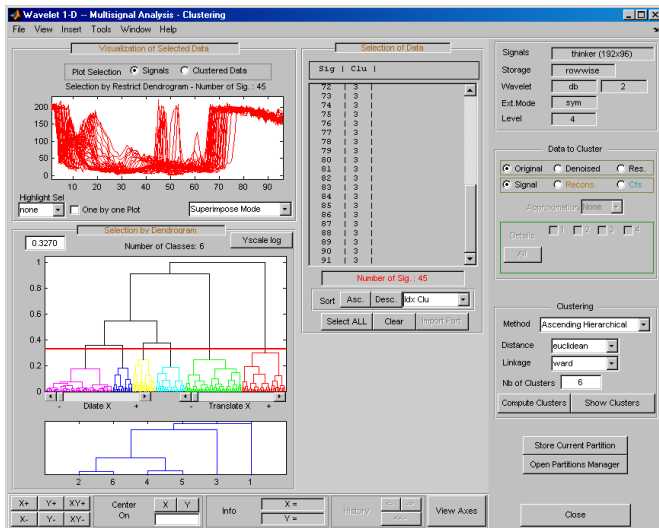 Wavelet 1-D -- Multisignal Analysis - Clustering
File View Insert Tools Window Help
Visualization of Selected Data
Plot Selection Signals Clustered Data
Selection by Restrict Dendrogram - Number of Sig. : 45
200
150
100
50
0
10 20 30 40 50 60 70 80 90
Highlight Sel
none One by one Plot Superimpose Mode
Selection by Dendrogram
0.3270 Number of Classes: 6 Yscale log
1
0.8
0.6
0.4
0.2
0
- Dilate X + - Translate X +
2 6 4 5 3 1
Selection of Data
Sig | Clu |
72 | 3 |
73 | 3 |
74 | 3 |
75 | 3 |
76 | 3 |
77 | 3 |
78 | 3 |
79 | 3 |
80 | 3 |
81 | 3 |
82 | 3 |
83 | 3 |
84 | 3 |
85 | 3 |
86 | 3 |
87 | 3 |
88 | 3 |
89 | 3 |
90 | 3 |
91 | 3 |
Number of Sig. : 45
Sort Asc. Desc. Idx Clu
Select ALL Clear Import Part.
Signals thinker (192x96)
Storage rowwise
Wavelet db 2
Ext.Mode sym
Level 4
Data to Cluster
Original Denoised Res.
Signal Recons. Cfs
Approximation None
Details 1 2 3 4
All
Clustering
Method Ascending Hierarchical
Distance euclidean
Linkage ward
Nb of Clusters 6
Compute Clusters Show Clusters
Store Current Partition
Open Partitions Manager
X+ Y+ XY+
X- Y- XY-
Center On X Y
Info X =
Y =
History <- ->
<<-
View Axes
Close